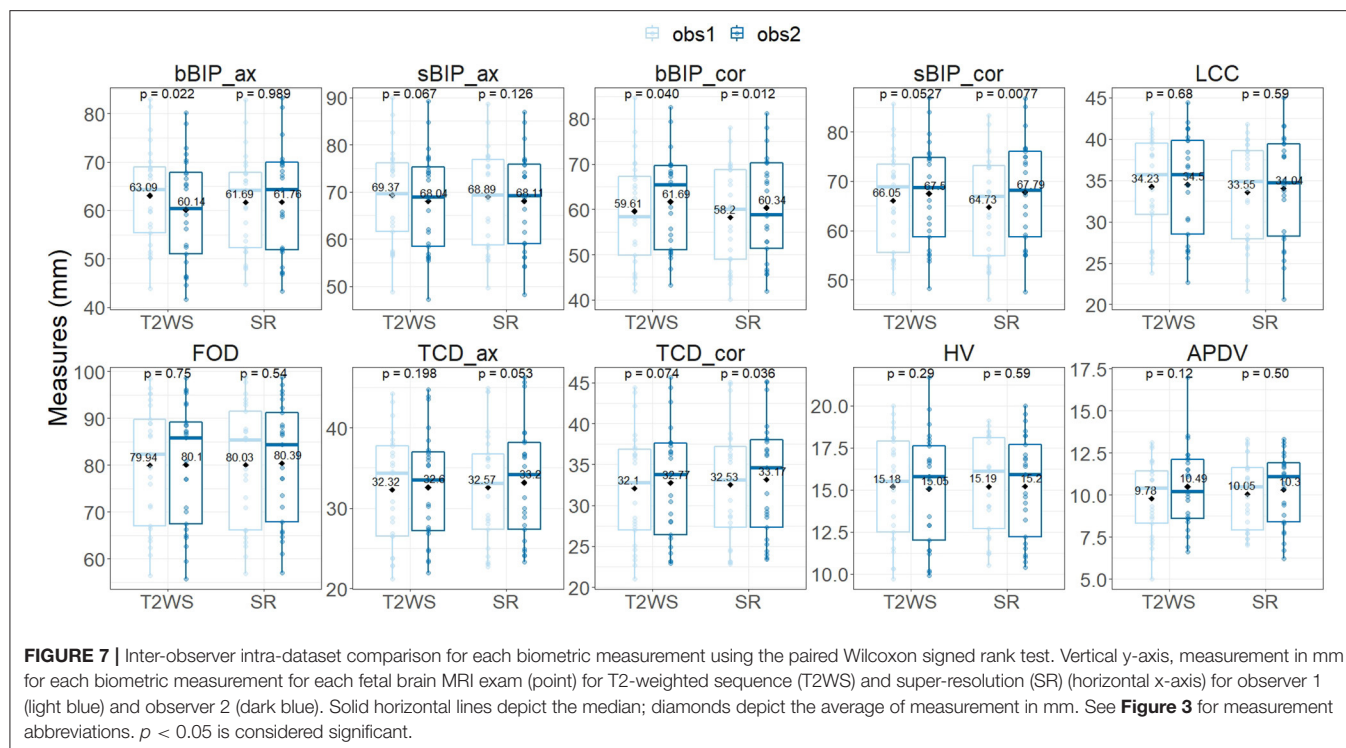 obs1 obs2
bBIP_ax sBIP_ax bBIP_cor sBIP_cor LCC
p = 0.022 p = 0.989 p = 0.067 p = 0.126 p = 0.040 p = 0.012 p = 0.0527 p = 0.0077 p = 0.68 p = 0.59
80 70 60 50 40
63.09 60.14 61.69 61.76
90 80 70 60 50
69.37 68.04 68.89 68.11
80 70 60 50 40
59.61 61.69 58.2 60.34
80 70 60 50
66.05 67.5 64.73 67.79
45 40 35 30 25 20
34.23 34.5 33.55 34.04
T2WS SR T2WS SR T2WS SR T2WS SR T2WS SR
Measures (mm)
FOD TCD_ax TCD_cor HV APDV
p = 0.75 p = 0.54 p = 0.198 p = 0.053 p = 0.074 p = 0.036 p = 0.29 p = 0.59 p = 0.12 p = 0.50
100 90 80 70 60
79.94 80.1 80.03 80.39
40 30 20
32.32 32.6 32.57 33.2
45 40 35 30 25 20
32.1 32.77 32.53 33.17
20.0 17.5 15.0 12.5 10.0
15.18 15.05 15.19 15.2
17.5 15.0 12.5 10.0 7.5 5.0
9.78 10.49 10.05 10.3
T2WS SR T2WS SR T2WS SR T2WS SR T2WS SR
FIGURE 7 | Inter-observer intra-dataset comparison for each biometric measurement using the paired Wilcoxon signed rank test. Vertical y-axis, measurement in mm
for each biometric measurement for each fetal brain MRI exam (point) for T2-weighted sequence (T2WS) and super-resolution (SR) (horizontal x-axis) for observer 1
(light blue) and observer 2 (dark blue). Solid horizontal lines depict the median; diamonds depict the average of measurement in mm. See Figure 3 for measurement
abbreviations. p < 0.05 is considered significant.